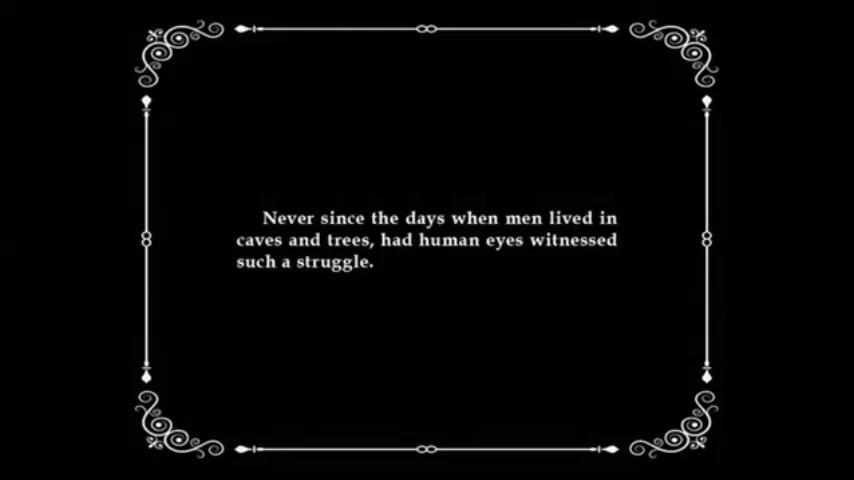 Never since the days when men lived in
caves and trees, had human eyes witnessed
such a struggle.